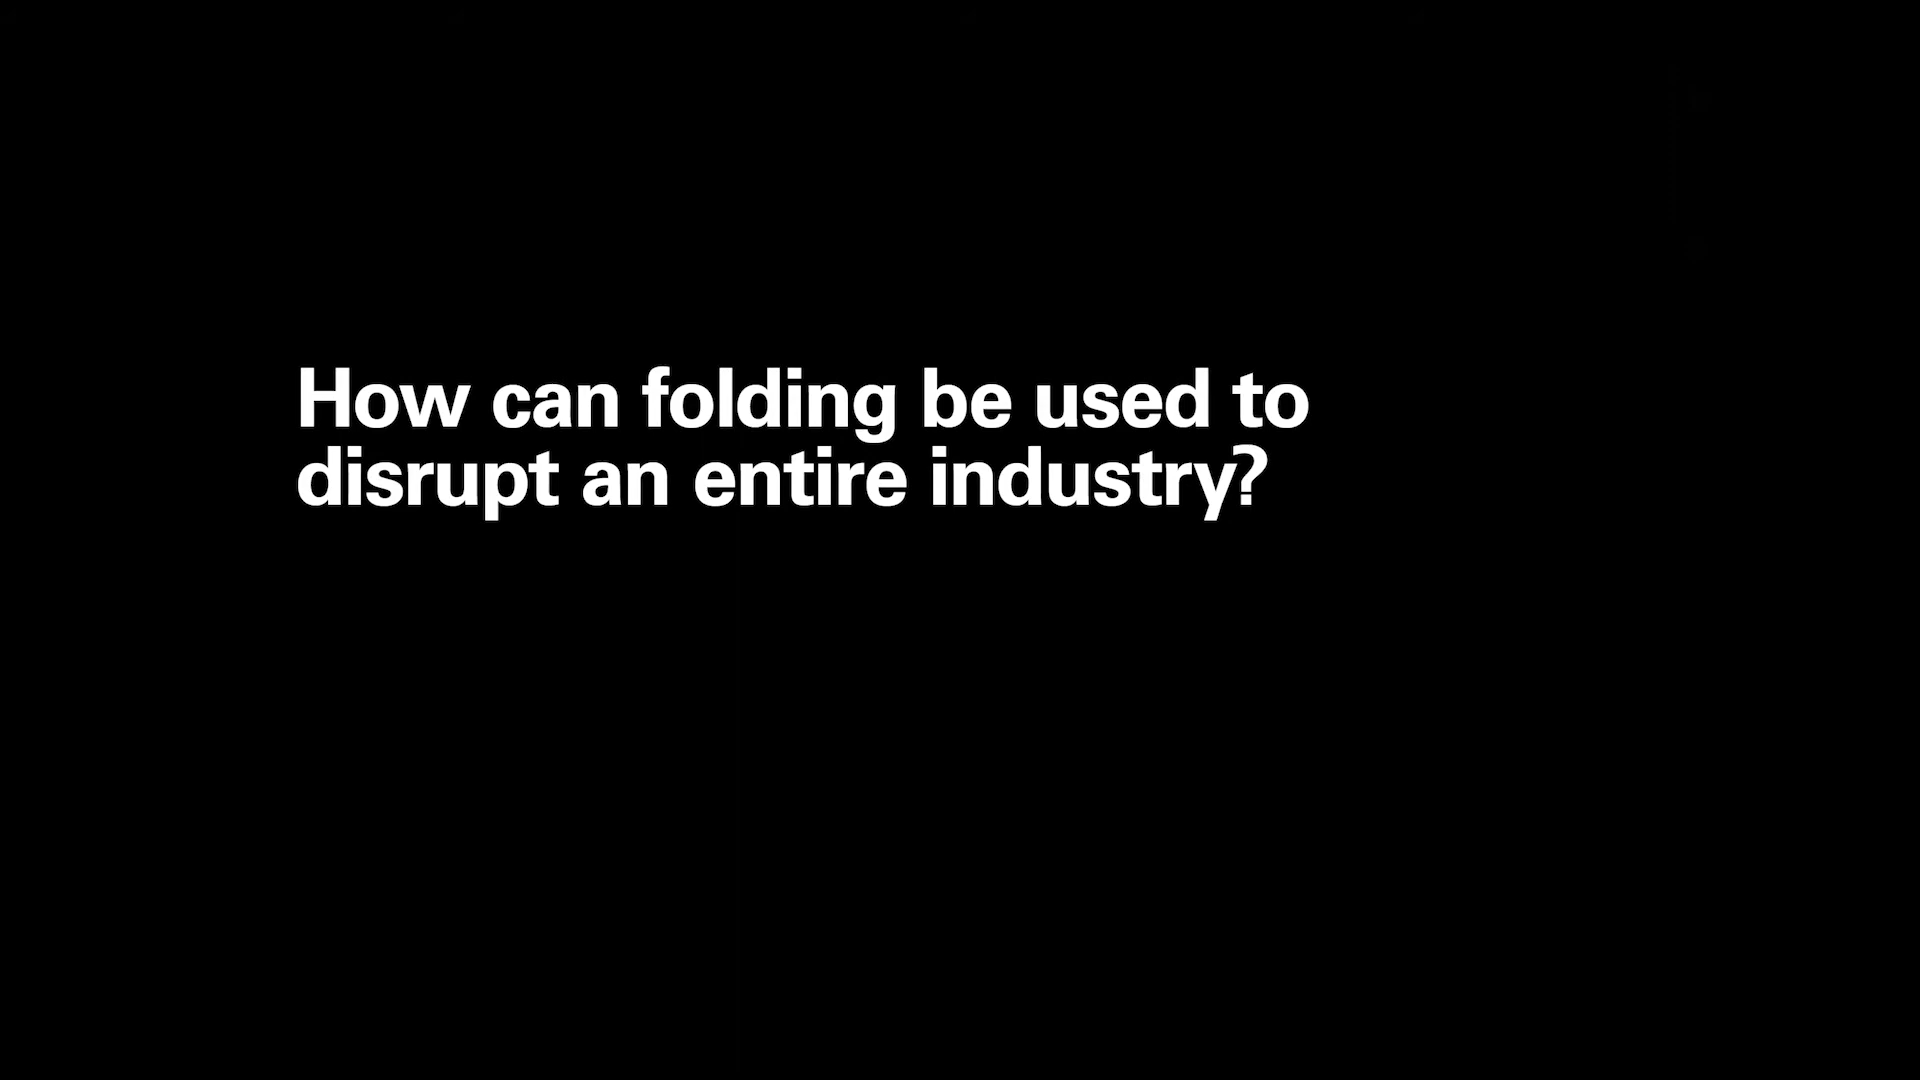 How can folding be used to
disrupt an entire industry?